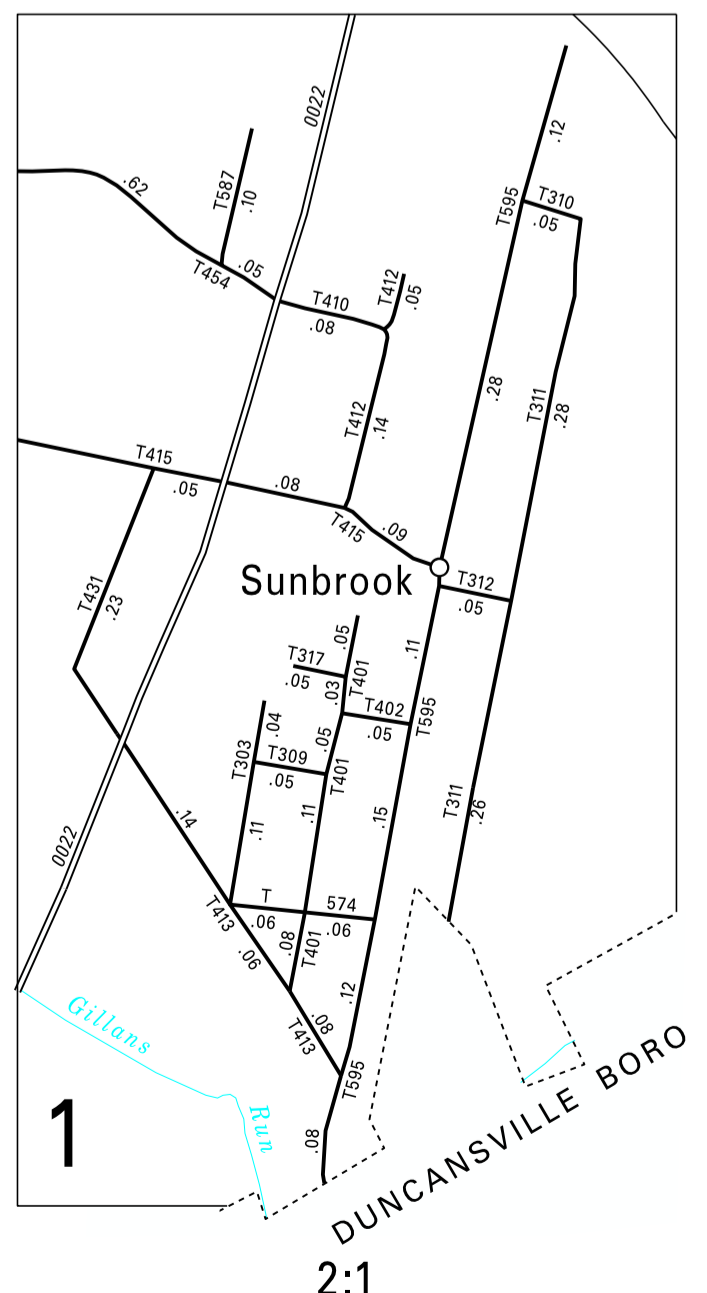 0022
.12
.62
T587
.10
T595
T310
.05
T454
.05
T410
.08
T412
.05
.28
T311
.28
T412
.14
T415
.05
.08
T415
.09
Sunbrook
T312
.05
T431
.23
.05
.11
T317
.05
.03
T401
T402
.05
T595
.04
T303
T309
.05
.05
T401
.11
.11
.15
T311
.26
.14
0022
T
574
.06
.06
T413
.06
.08
T401
.12
.08
T413
T595
.08
Gillans
Run
1
DUNCANSVILLE BORO
2:1